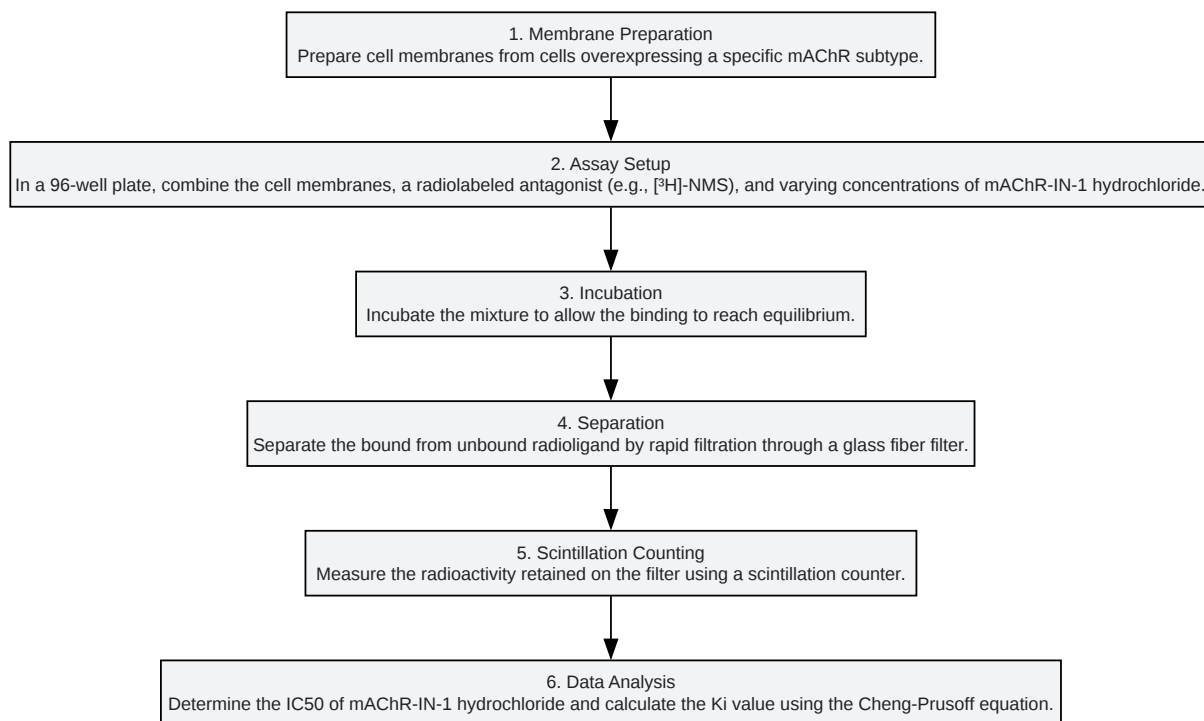 1. Membrane Preparation
Prepare cell membranes from cells overexpressing a specific mAChR subtype.
2. Assay Setup
In a 96-well plate, combine the cell membranes, a radiolabeled antagonist (e.g., [³H]-NMS), and varying concentrations of mAChR-IN-1 hydrochloride.
3. Incubation
Incubate the mixture to allow the binding to reach equilibrium.
4. Separation
Separate the bound from unbound radioligand by rapid filtration through a glass fiber filter.
5. Scintillation Counting
Measure the radioactivity retained on the filter using a scintillation counter.
6. Data Analysis
Determine the IC50 of mAChR-IN-1 hydrochloride and calculate the Ki value using the Cheng-Prusoff equation.